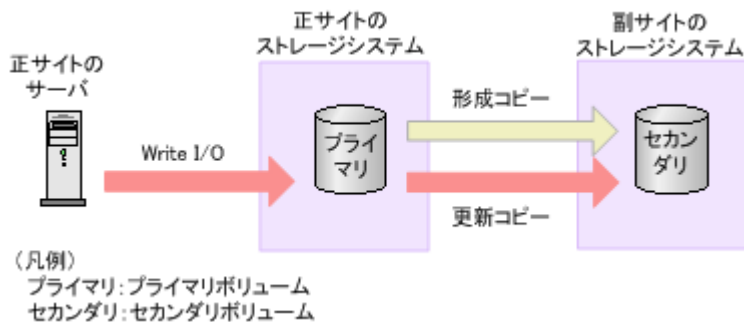 正サイトの
サーバ
Write I/O
正サイトの
ストレージシステム
プライ
マリ
形成コピー
更新コピー
副サイトの
ストレージシステム
セカン
ダリ
（凡例）
プライマリ：プライマリボリューム
セカンダリ：セカンダリボリューム